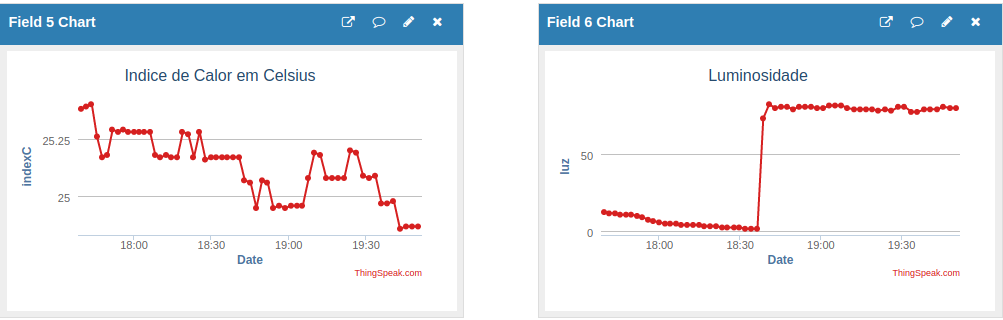 Field 5 Chart
Indice de Calor em Celsius
indexC
25.25
25
18:00 18:30 19:00 19:30
Date
ThingSpeak.com
Field 6 Chart
Luminosidade
luz
50
0
18:00 18:30 19:00 19:30
Date
ThingSpeak.com